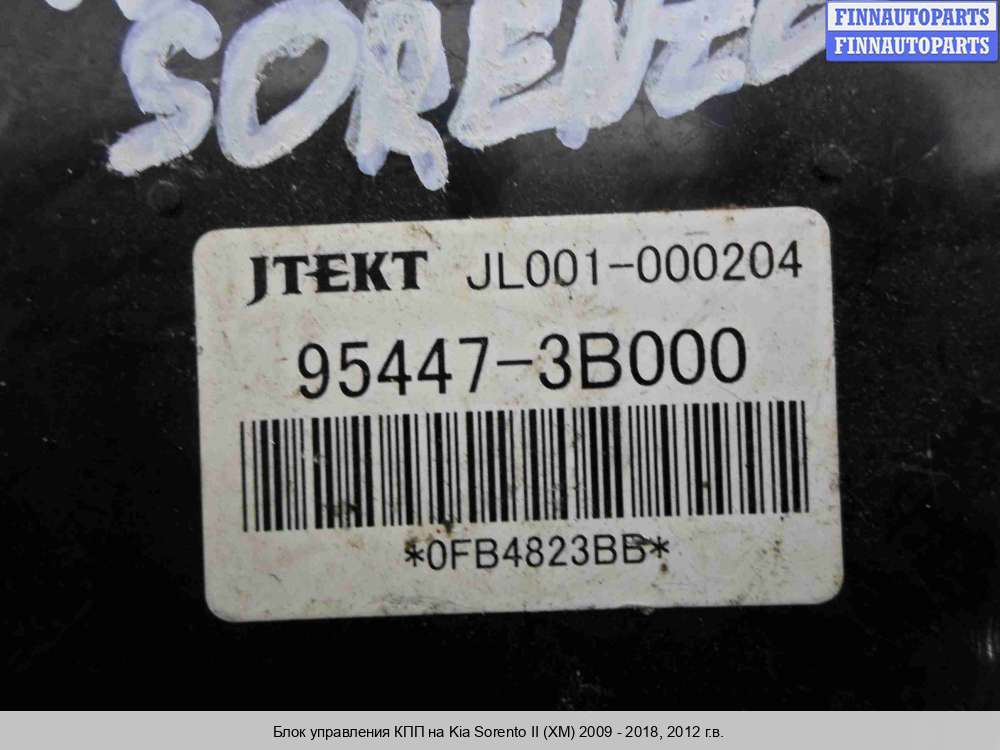 FINNAUTOPARTS
FINNAUTOPARTS
SORENTO
JTEKT JL001-000204
95447-3B000
*0FB4823BB*
Блок управления КПП на Kia Sorento II (XM) 2009 - 2018, 2012 г.в.